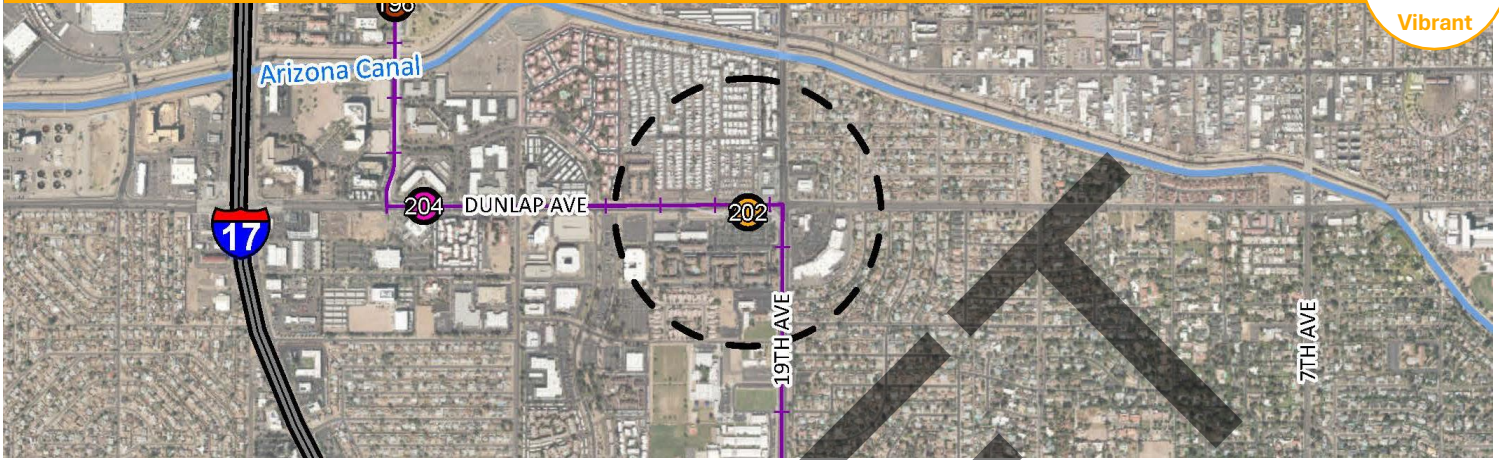 Vibrant
Arizona Canal
204
DUNLAP AVE
202
17
19TH AVE
7TH AVE